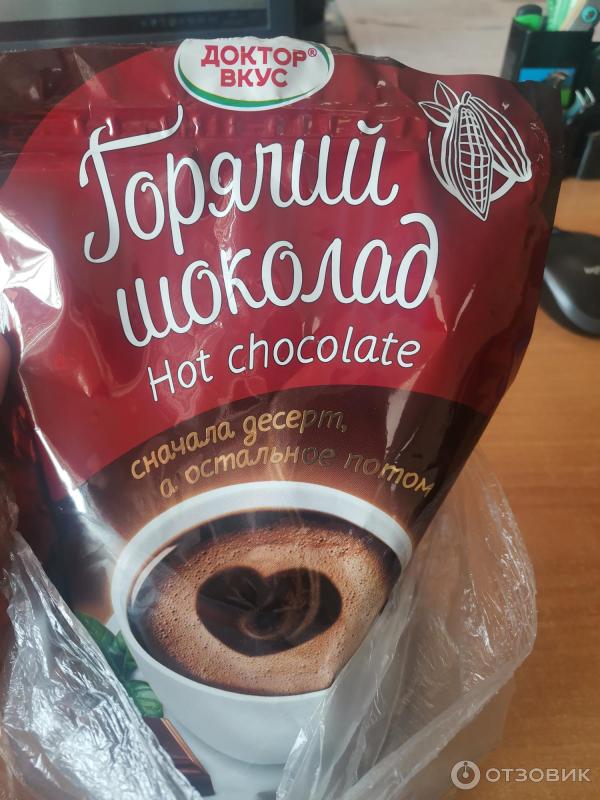 ДОКТОР®
ВКУС
Горячий
шоколад
Hot chocolate
сначала десерт,
а остальное потом
ОТЗОВИК